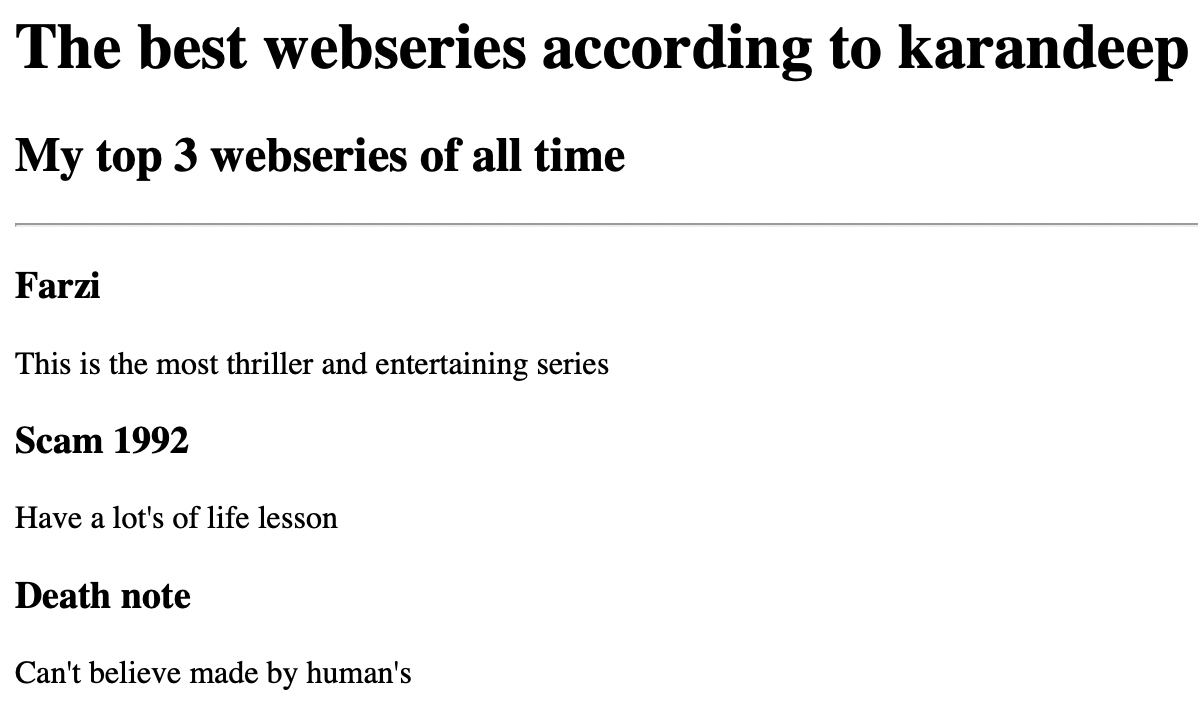 The best webseries according to karandeep
My top 3 webseries of all time
Farzi
This is the most thriller and entertaining series
Scam 1992
Have a lot's of life lesson
Death note
Can't believe made by human's